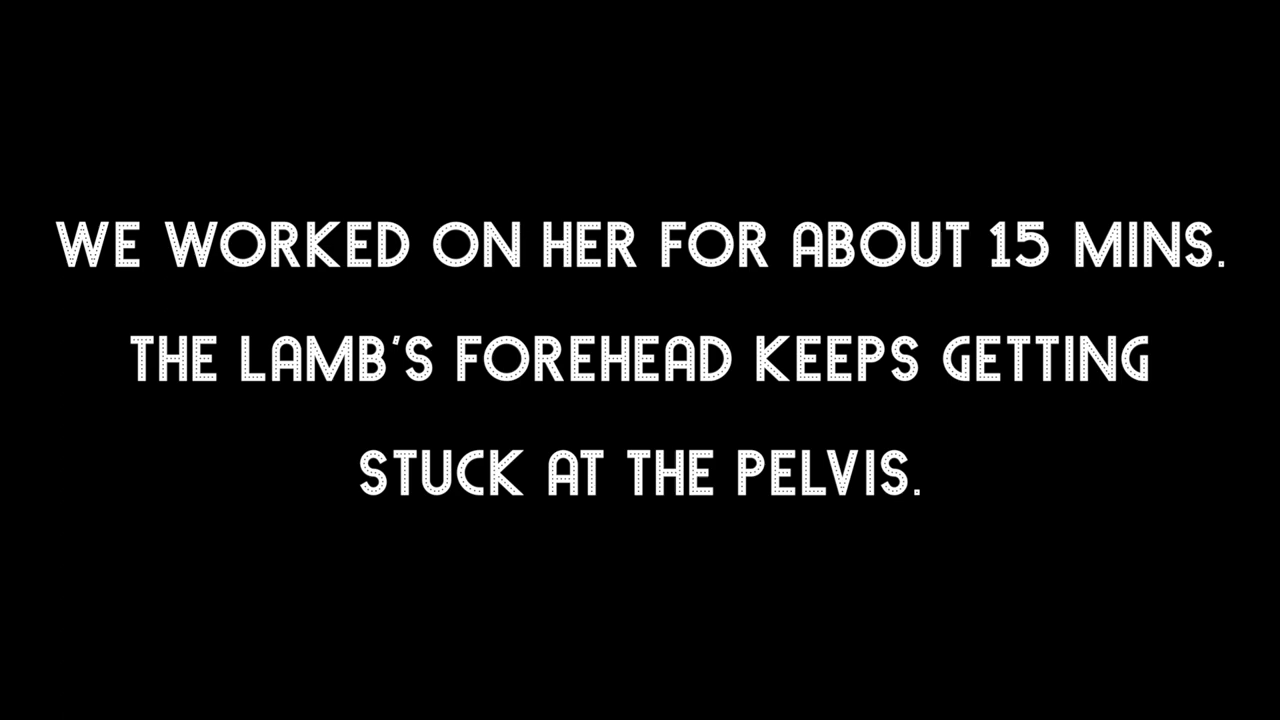 WE WORKED ON HER FOR ABOUT 15 MINS.
THE LAMB'S FOREHEAD KEEPS GETTING
STUCK AT THE PELVIS.